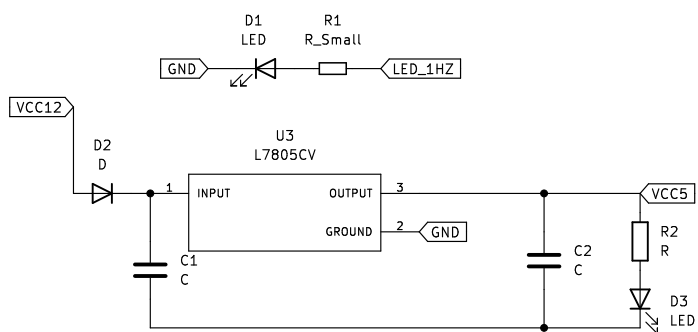 D1
LED
R1
R_Small
GND
LED_1HZ
VCC12
D2
D
U3
L7805CV
1
INPUT
OUTPUT
3
VCC5
GROUND
2
GND
C1
C
C2
C
R2
R
D3
LED